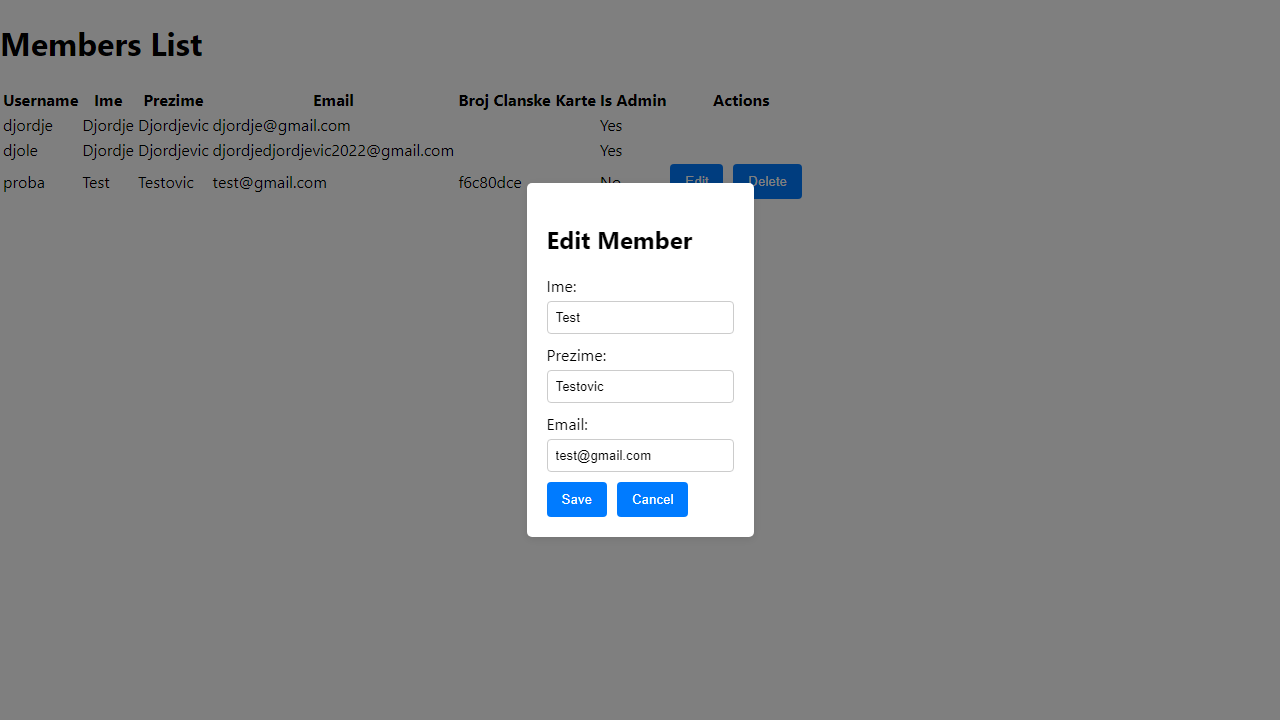 Members List
Username Ime Prezime Email Broj Clanske Karte Is Admin Actions
djordje Djordje Djordjevic djordje@gmail.com Yes
djole Djordje Djordjevic djordjedjordjevic2022@gmail.com Yes
proba Test Testovic test@gmail.com f6c80dce No Edit Delete
Edit Member
Ime:
Test
Prezime:
Testovic
Email:
test@gmail.com
Save Cancel